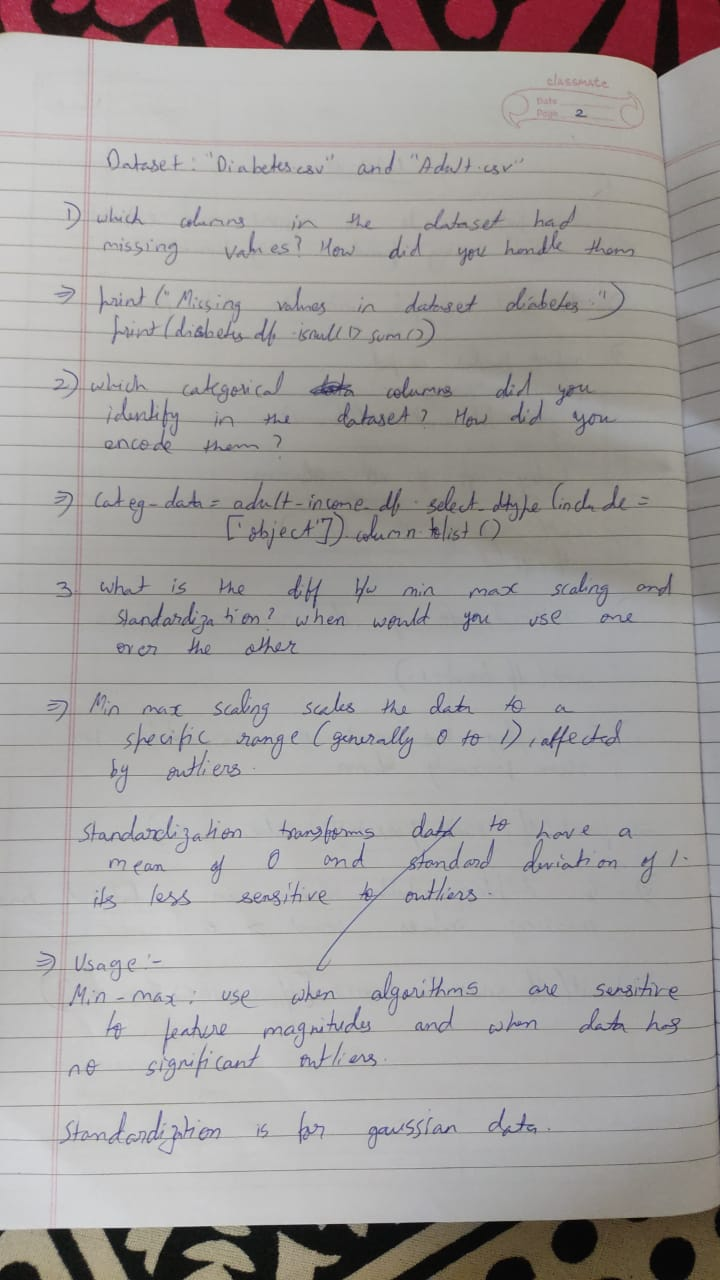 classmate
Date
Page 2
Dataset : "Diabetes.csv" and "Adult.csv"
1) which columns in the dataset had
missing values? How did you handle them
⇒ print ("Missing values in dataset diabetes :")
print (diabetes_df .isnull().sum())
2) which categorical data columns did you
identify in the dataset? How did you
encode them ?
⇒ Categ-data = adult-income_df . select_dtype (include =
['object']).column.tolist ()
3. What is the diff b/w min max scaling and
Standardization? When would you use one
over the other
⇒ Min max scaling scales the data to a
specific range (generally 0 to 1), affected
by outliers.
Standardization transforms data to have a
mean of 0 and standard deviation of 1.
its less sensitive to outliers.
⇒ Usage :-
Min-max : use when algorithms are sensitive
to feature magnitudes and when data has
no significant outliers.
Standardization is for gaussian data.